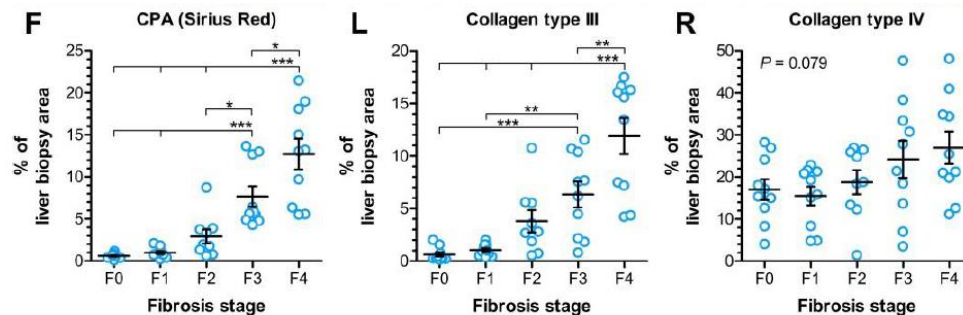 F
CPA (Sirius Red)
% of
liver biopsy area
25
20
15
10
5
0
*
***
*
***
F0 F1 F2 F3 F4
Fibrosis stage
L
Collagen type III
% of
liver biopsy area
20
15
10
5
0
**
***
**
***
F0 F1 F2 F3 F4
Fibrosis stage
R
Collagen type IV
% of
liver biopsy area
50
40
30
20
10
0
P = 0.079
F0 F1 F2 F3 F4
Fibrosis stage